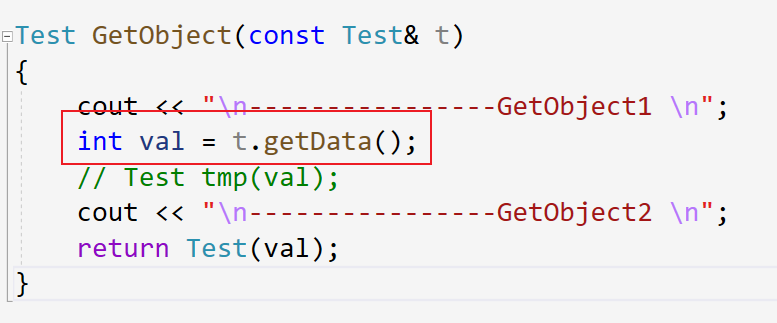 Test GetObject(const Test& t)
{
cout << "\n----------------GetObject1 \n";
int val = t.getData();
// Test tmp(val);
cout << "\n----------------GetObject2 \n";
return Test(val);
}